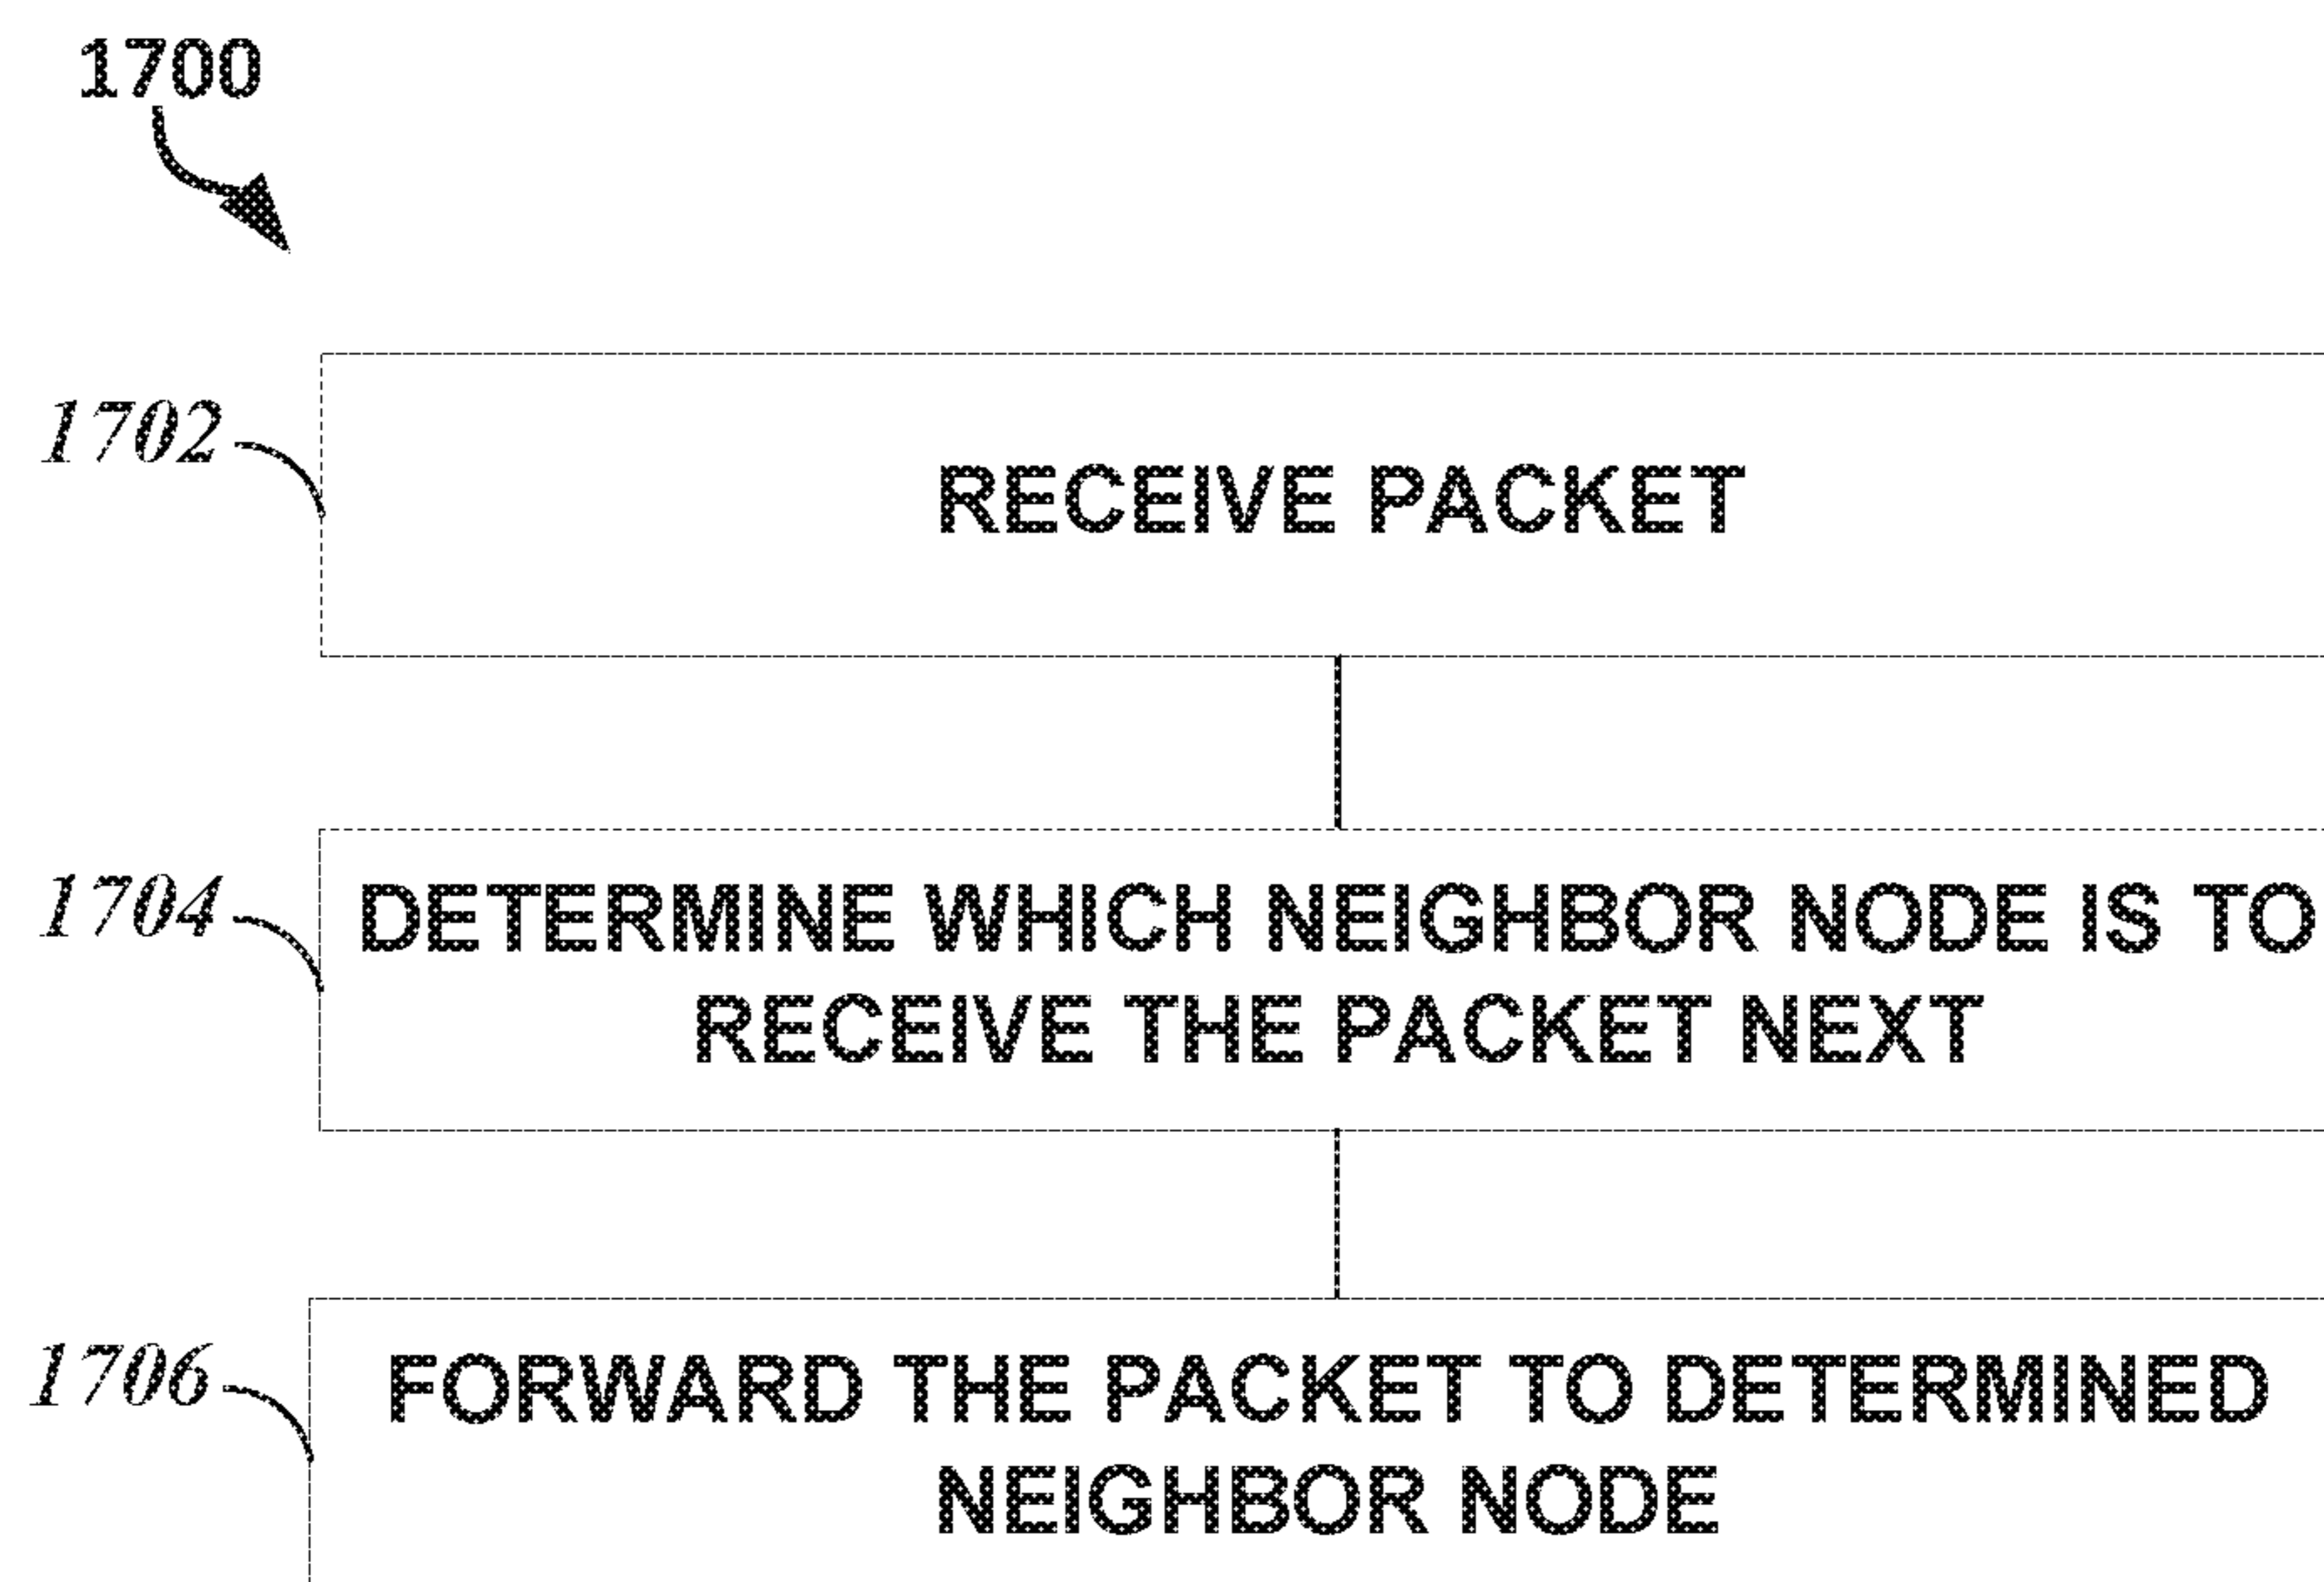 1700
1702
RECEIVE PACKET
1704
DETERMINE WHICH NEIGHBOR NODE IS TO
RECEIVE THE PACKET NEXT
1706
FORWARD THE PACKET TO DETERMINED
NEIGHBOR NODE